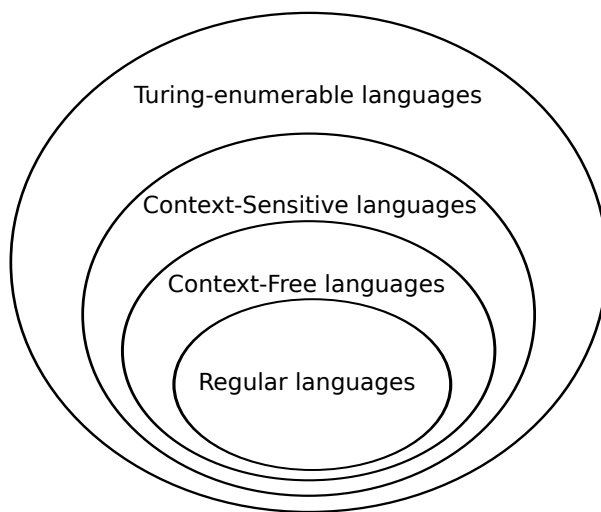 Turing-enumerable languages
Context-Sensitive languages
Context-Free languages
Regular languages